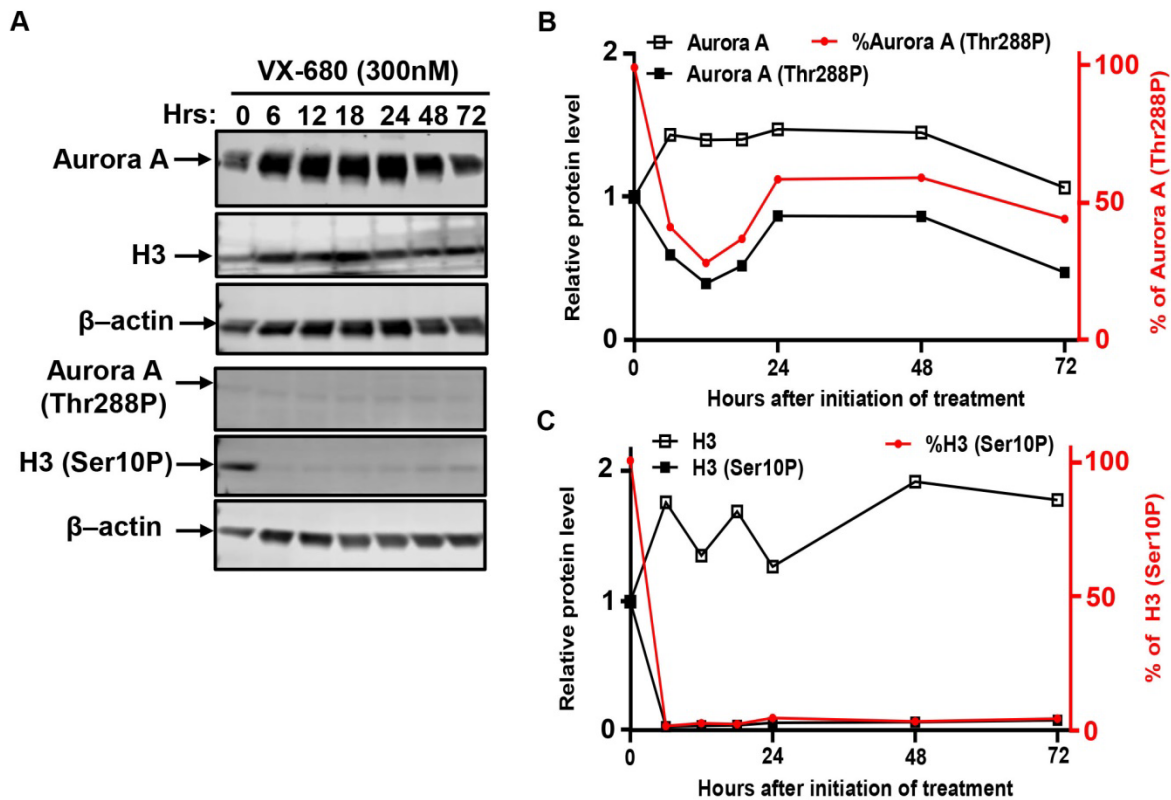 A
VX-680 (300nM)
Hrs: 0 6 12 18 24 48 72
Aurora A
H3
β–actin
Aurora A
(Thr288P)
H3 (Ser10P)
β–actin
B
Aurora A
%Aurora A (Thr288P)
Aurora A (Thr288P)
2
1
0
Relative protein level
100
50
0
% of Aurora A (Thr288P)
0 24 48 72
Hours after initiation of treatment
C
H3
%H3 (Ser10P)
H3 (Ser10P)
2
1
0
Relative protein level
100
50
0
% of H3 (Ser10P)
0 24 48 72
Hours after initiation of treatment